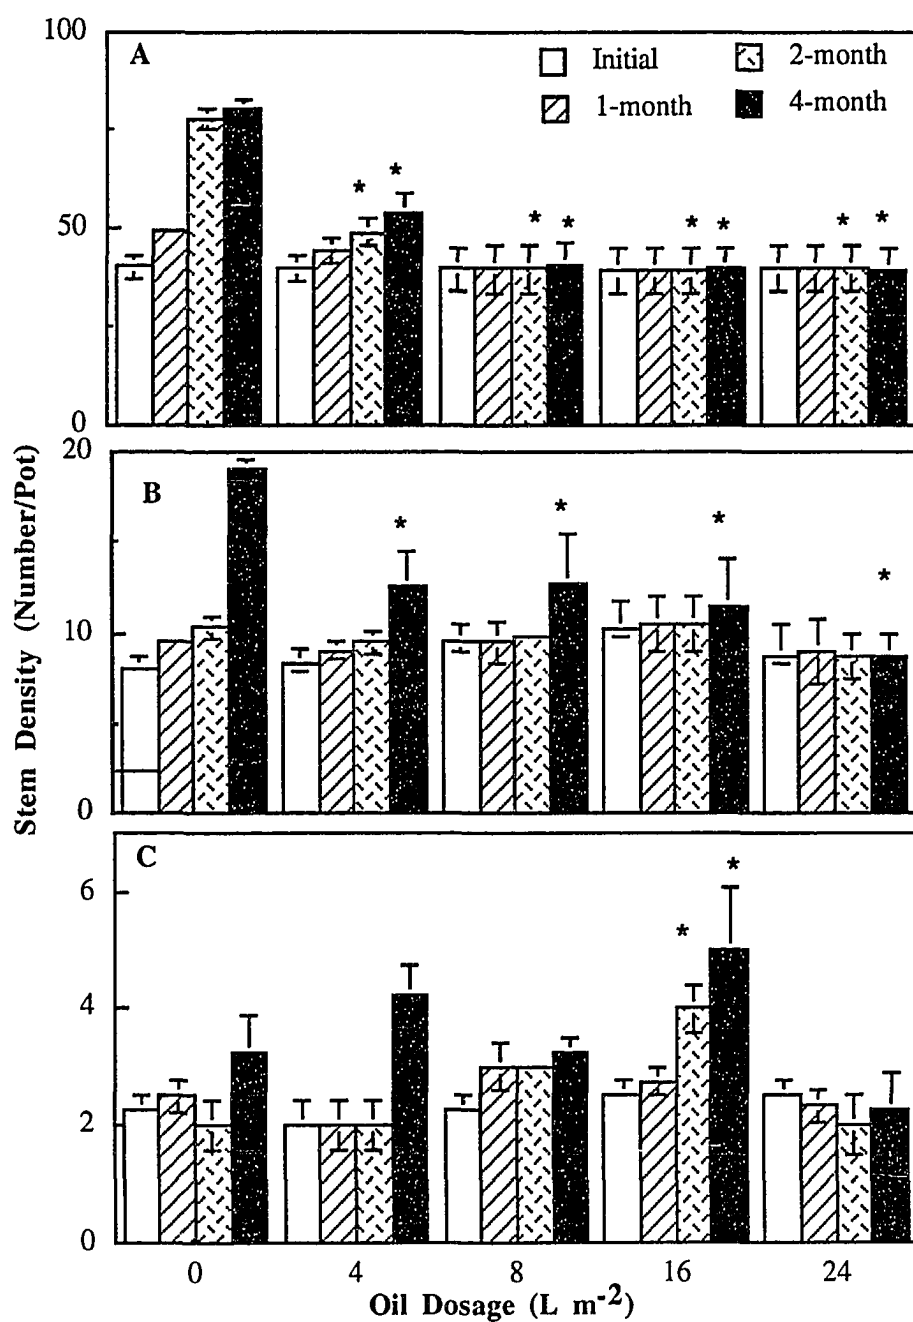 100
A
Initial
2-month
1-month
4-month
* *
* *
* *
* *
50
0
Stem Density (Number/Pot)
20
B
*
*
*
*
10
0
C
*
*
6
4
2
0
0 4 8 16 24
Oil Dosage (L m-2)